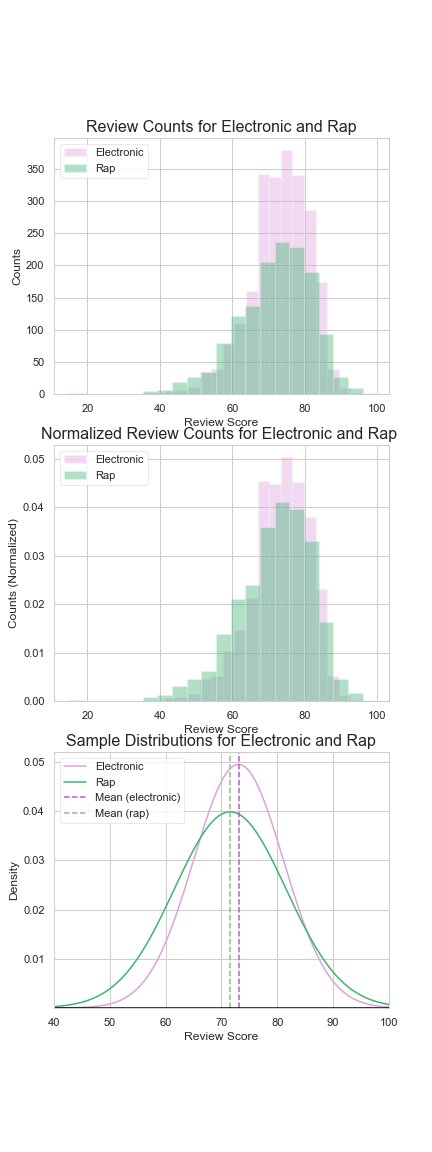 Review Counts for Electronic and Rap
Electronic
Rap
350
300
250
200
150
100
50
0
Counts
20 40 60 80 100
Review Score
Normalized Review Counts for Electronic and Rap
Electronic
Rap
0.05
0.04
0.03
0.02
0.01
0.00
Counts (Normalized)
20 40 60 80 100
Review Score
Sample Distributions for Electronic and Rap
Electronic
Rap
Mean (electronic)
Mean (rap)
0.05
0.04
0.03
0.02
0.01
Density
40 50 60 70 80 90 100
Review Score